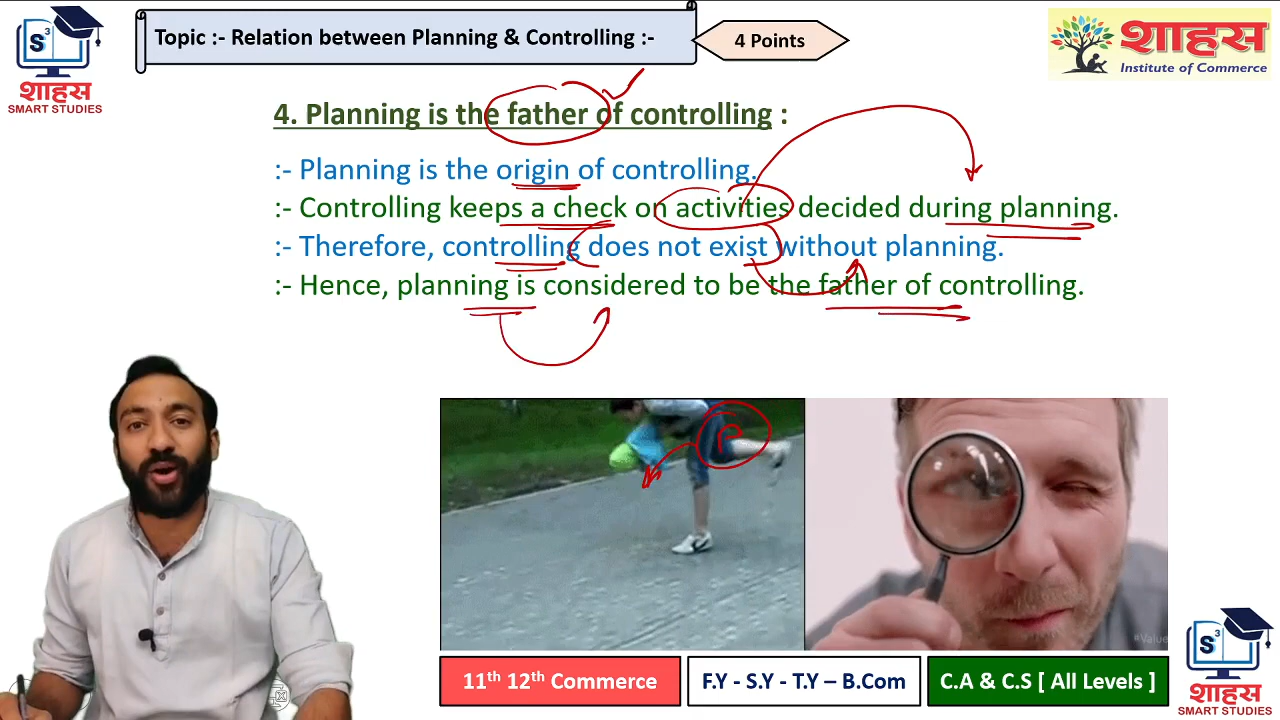 S³
शाहस
SMART STUDIES
Topic :- Relation between Planning & Controlling :-
4 Points
शाहस
Institute of Commerce
4. Planning is the father of controlling :
:- Planning is the origin of controlling.
:- Controlling keeps a check on activities decided during planning.
:- Therefore, controlling does not exist without planning.
:- Hence, planning is considered to be the father of controlling.
P
#Value
11th 12th Commerce
F.Y - S.Y - T.Y – B.Com
C.A & C.S [ All Levels ]
S³
शाहस
SMART STUDIES